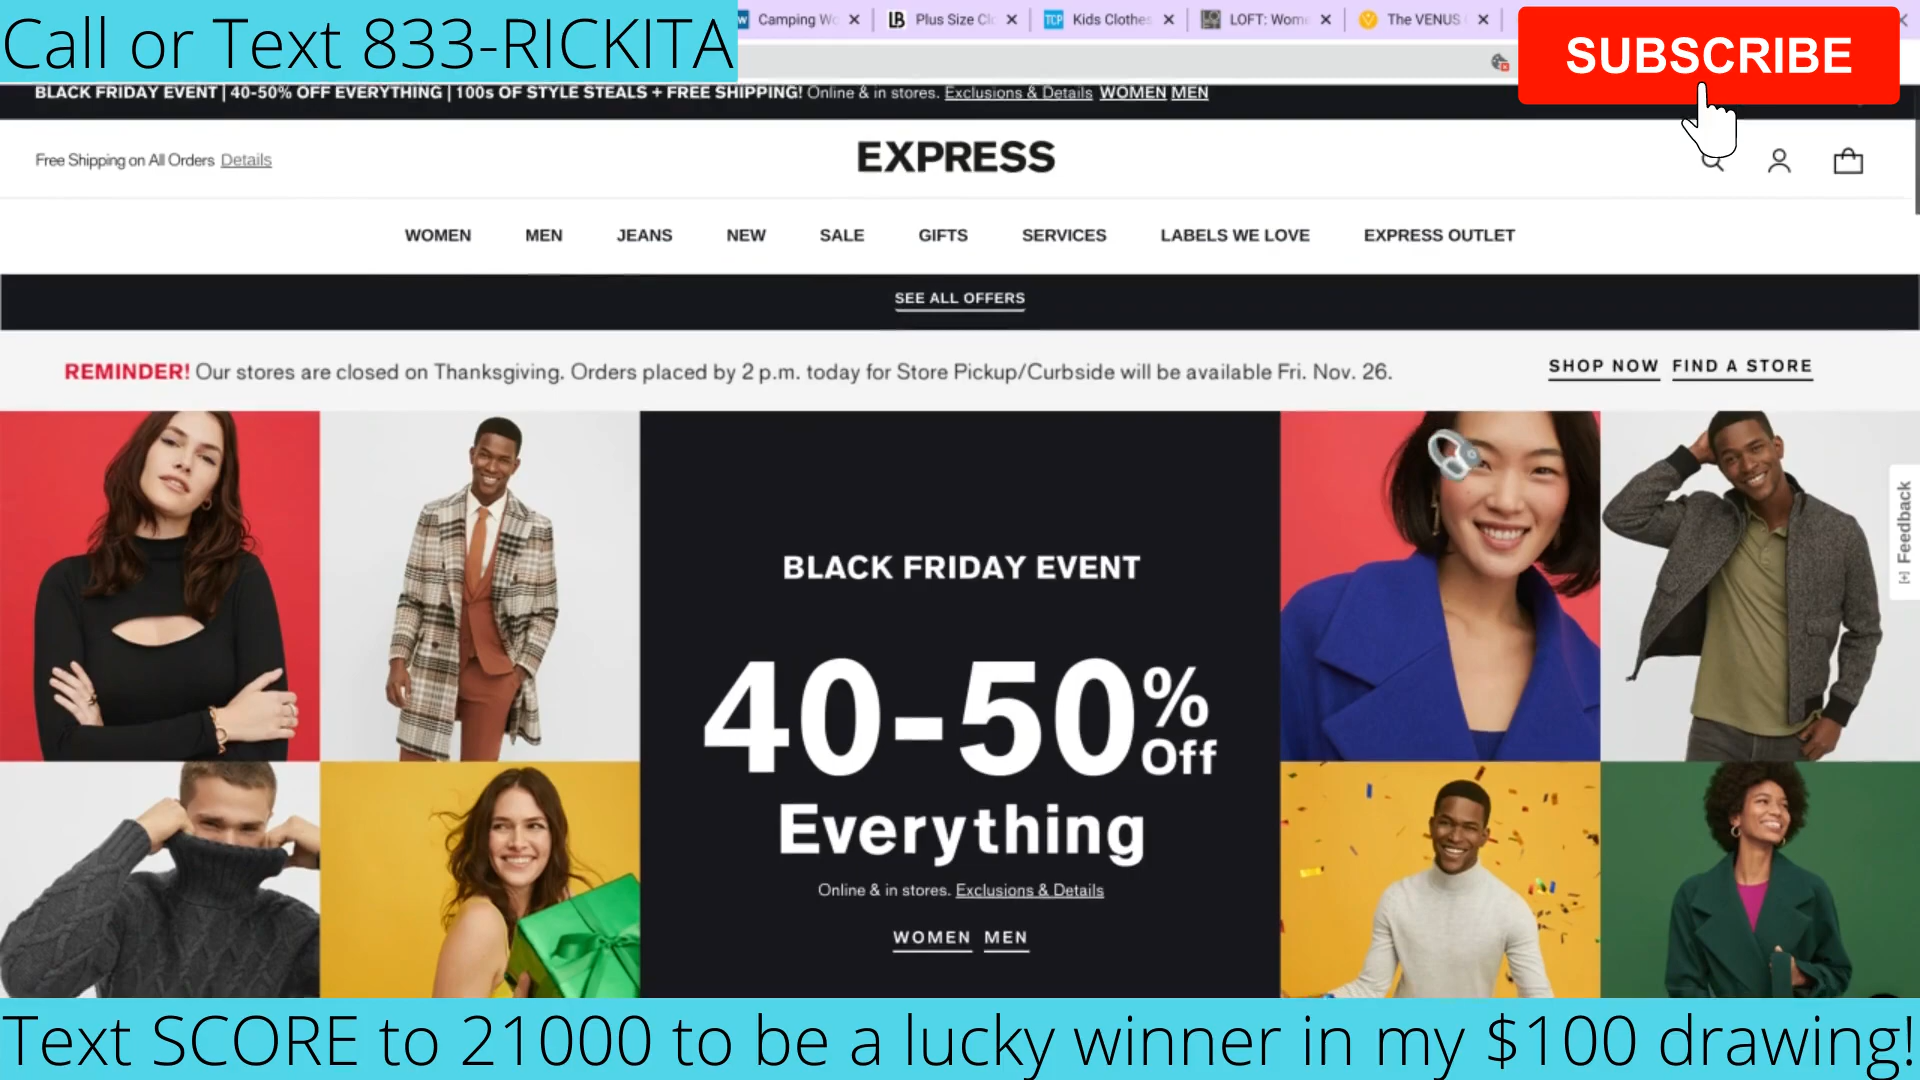 Call or Text 833-RICKITA
Camping Wo
Plus Size Clo
TCP Kids Clothes
LOFT: Wom
The VENUS
SUBSCRIBE
BLACK FRIDAY EVENT | 40-50% OFF EVERYTHING | 100s OF STYLE STEALS + FREE SHIPPING! Online & in stores. Exclusions & Details WOMEN MEN
Free Shipping on All Orders Details
EXPRESS
WOMEN MEN JEANS NEW SALE GIFTS SERVICES LABELS WE LOVE EXPRESS OUTLET
SEE ALL OFFERS
REMINDER! Our stores are closed on Thanksgiving. Orders placed by 2 p.m. today for Store Pickup/Curbside will be available Fri. Nov. 26.
SHOP NOW FIND A STORE
BLACK FRIDAY EVENT
40-50% Off
Everything
Online & in stores. Exclusions & Details
WOMEN MEN
[+] Feedback
Text SCORE to 21000 to be a lucky winner in my $100 drawing!